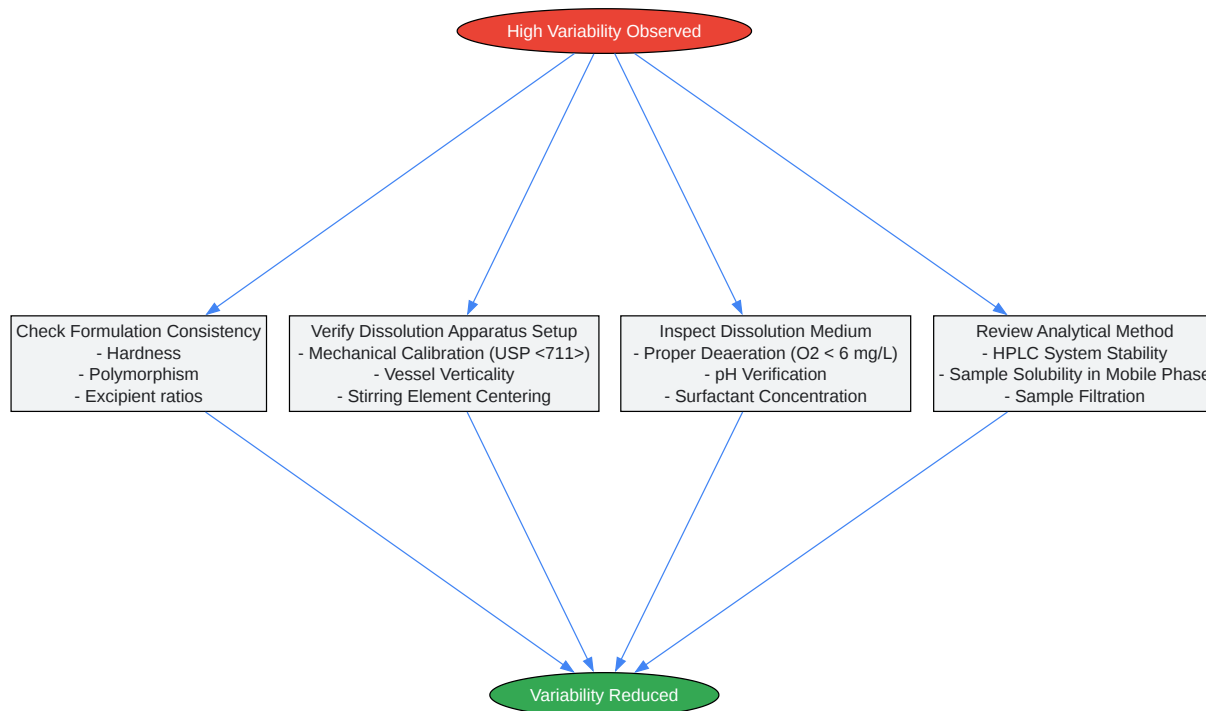 High Variability Observed
Check Formulation Consistency
- Hardness
- Polymorphism
- Excipient ratios
Verify Dissolution Apparatus Setup
- Mechanical Calibration (USP <711>)
- Vessel Verticality
- Stirring Element Centering
Inspect Dissolution Medium
- Proper Deaeration (O2 < 6 mg/L)
- pH Verification
- Surfactant Concentration
Review Analytical Method
- HPLC System Stability
- Sample Solubility in Mobile Phase
- Sample Filtration
Variability Reduced